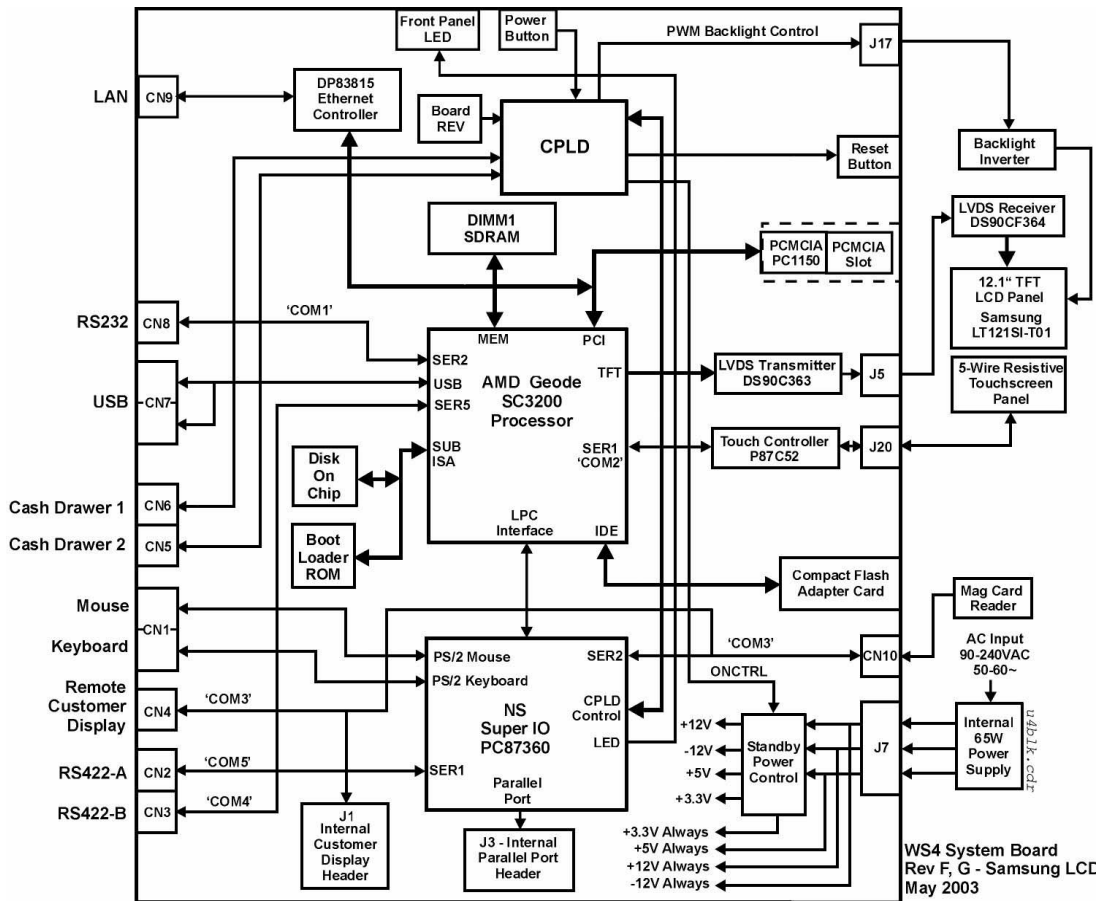 Front Panel
LED
Power
Button
PWM Backlight Control
J17
LAN
CN9
DP83815
Ethernet
Controller
Board
REV
CPLD
Reset
Button
Backlight
Inverter
DIMM1
SDRAM
PCMCIA
PC1150
PCMCIA
Slot
LVDS Receiver
DS90CF364
12.1“ TFT
LCD Panel
Samsung
LT121SI-T01
RS232
CN8
‘COM1’
MEM
PCI
SER2
USB
SER5
TFT
AMD Geode
SC3200
Processor
LVDS Transmitter
DS90C363
J5
5-Wire Resistive
Touchscreen
Panel
USB
CN7
SUB
ISA
SER1
‘COM2’
Touch Controller
P87C52
J20
Disk
On
Chip
Cash Drawer 1
CN6
Cash Drawer 2
CN5
LPC
Interface
IDE
Boot
Loader
ROM
Compact Flash
Adapter Card
Mag Card
Reader
Mouse
CN1
Keyboard
PS/2 Mouse
PS/2 Keyboard
SER2
‘COM3’
CN10
ONCTRL
AC Input
90-240VAC
50-60~
Remote
Customer
Display
CN4
‘COM3’
NS
Super IO
PC87360
CPLD
Control
LED
+12V
-12V
+5V
+3.3V
Standby
Power
Control
J7
Internal
65W
Power
Supply
u4blk.cdr
RS422-A
CN2
‘COM5’
SER1
Parallel
Port
RS422-B
CN3
‘COM4’
J1
Internal
Customer
Display
Header
J3 - Internal
Parallel Port
Header
+3.3V Always
+5V Always
+12V Always
-12V Always
WS4 System Board
Rev F, G - Samsung LCD
May 2003